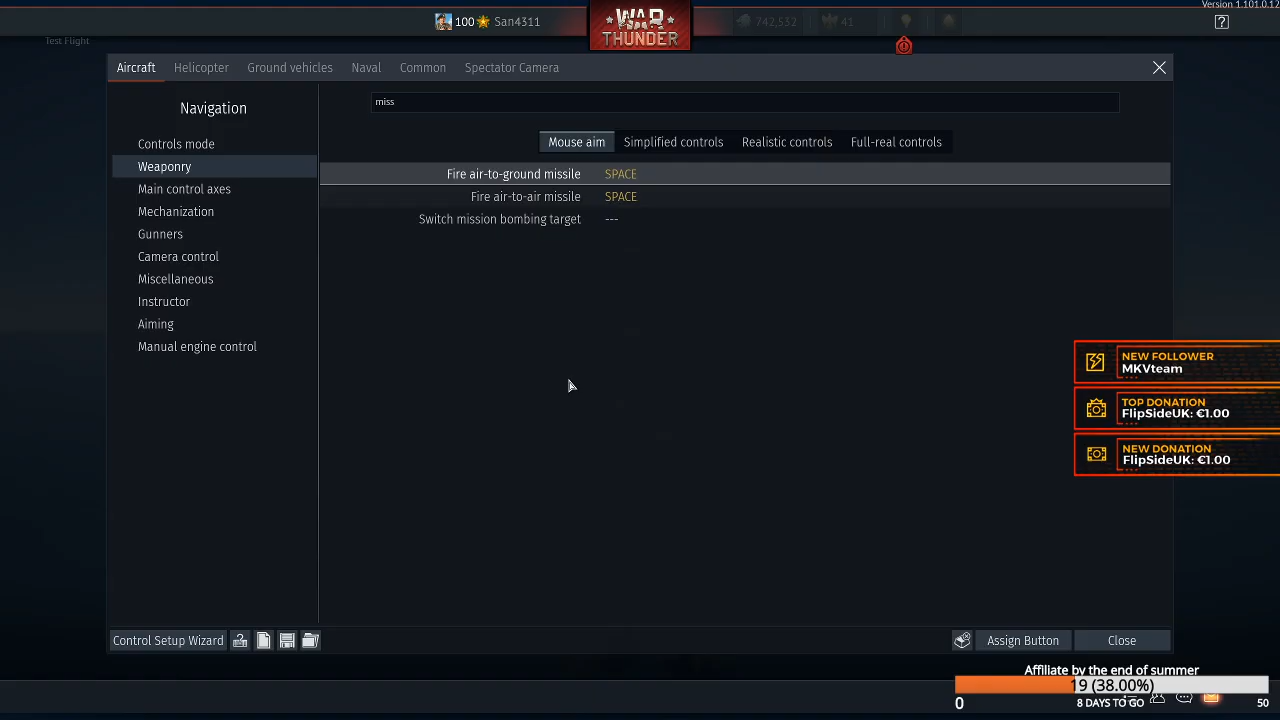 Version 1.101.0.12
100 San4311
WAR THUNDER
742,532
41
Test Flight
Aircraft Helicopter Ground vehicles Naval Common Spectator Camera
Navigation
miss
Mouse aim Simplified controls Realistic controls Full-real controls
Controls mode
Weaponry
Main control axes
Mechanization
Gunners
Camera control
Miscellaneous
Instructor
Aiming
Manual engine control
Fire air-to-ground missile SPACE
Fire air-to-air missile SPACE
Switch mission bombing target ---
NEW FOLLOWER
MKVteam
TOP DONATION
FlipSideUK: €1.00
NEW DONATION
FlipSideUK: €1.00
Control Setup Wizard
Assign Button
Close
Affiliate by the end of summer
19 (38.00%)
0 8 DAYS TO GO 50